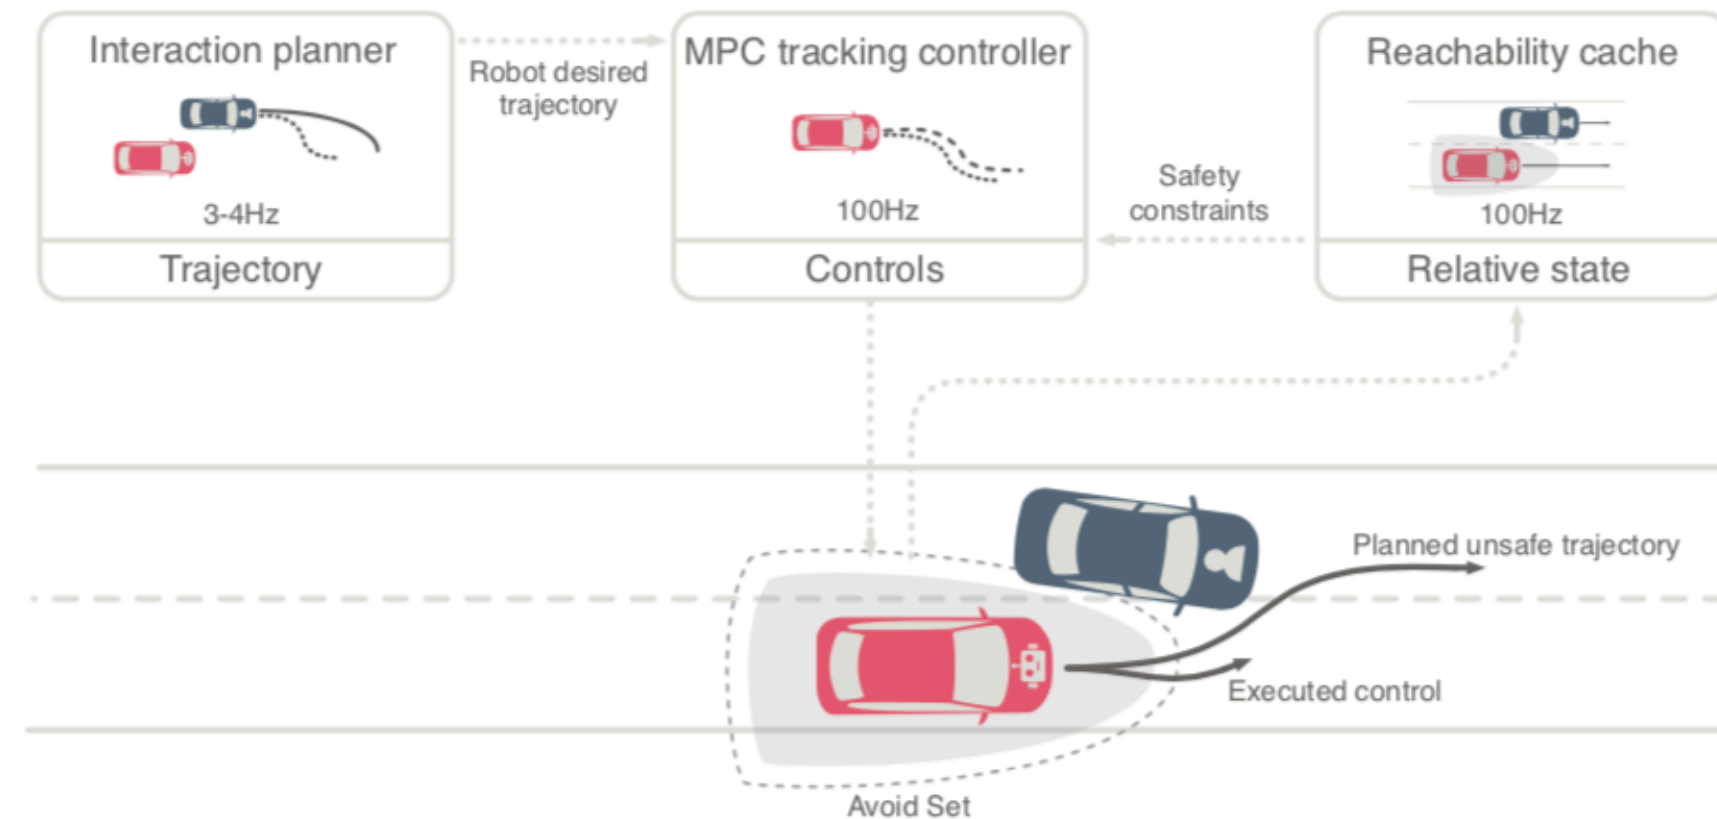 Interaction planner
3-4Hz
Trajectory
Robot desired
trajectory
MPC tracking controller
100Hz
Controls
Safety
constraints
Reachability cache
100Hz
Relative state
Planned unsafe trajectory
Executed control
Avoid Set